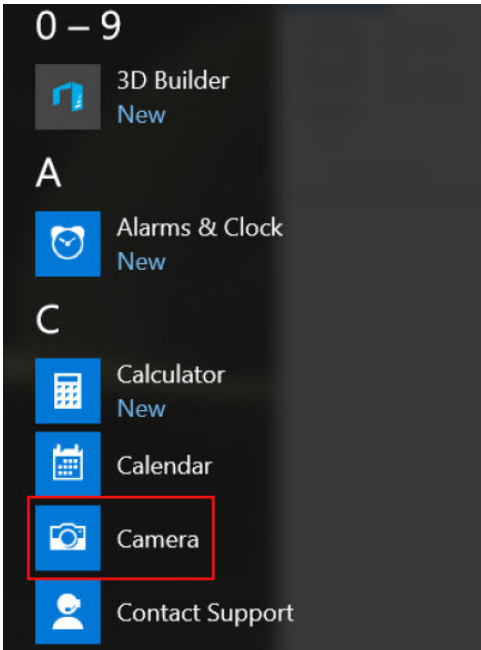 0 – 9
3D Builder
New
A
Alarms & Clock
New
C
Calculator
New
Calendar
Camera
Contact Support